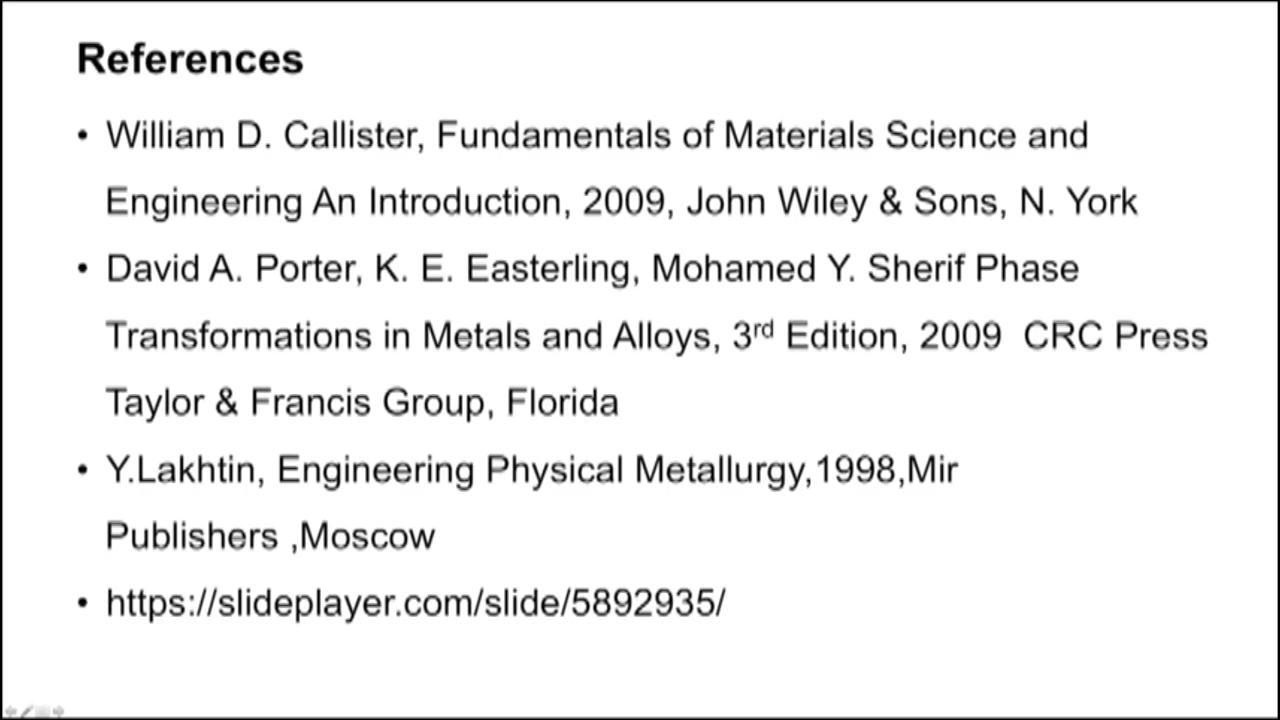 References
• William D. Callister, Fundamentals of Materials Science and
Engineering An Introduction, 2009, John Wiley & Sons, N. York
• David A. Porter, K. E. Easterling, Mohamed Y. Sherif Phase
Transformations in Metals and Alloys, 3rd Edition, 2009  CRC Press
Taylor & Francis Group, Florida
• Y.Lakhtin, Engineering Physical Metallurgy,1998,Mir
Publishers ,Moscow
• https://slideplayer.com/slide/5892935/